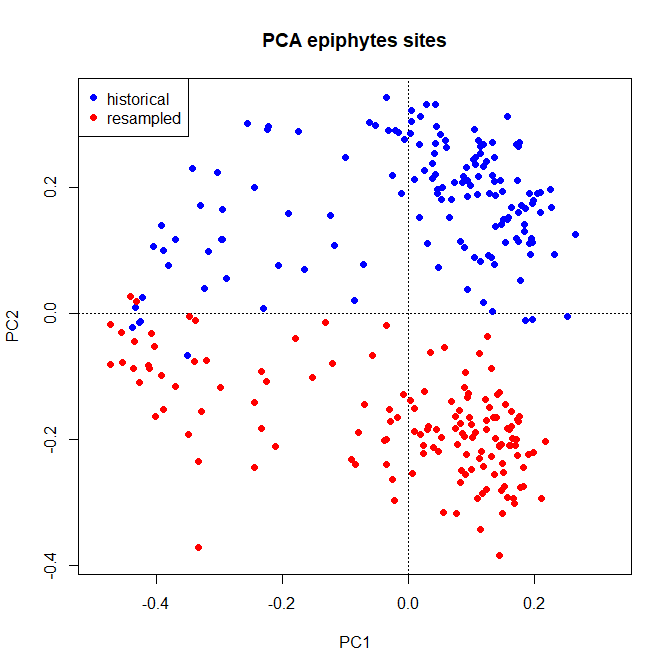 PCA epiphytes sites
historical
resampled
PC2
0.2
0.0
-0.2
-0.4
-0.4
-0.2
0.0
0.2
PC1